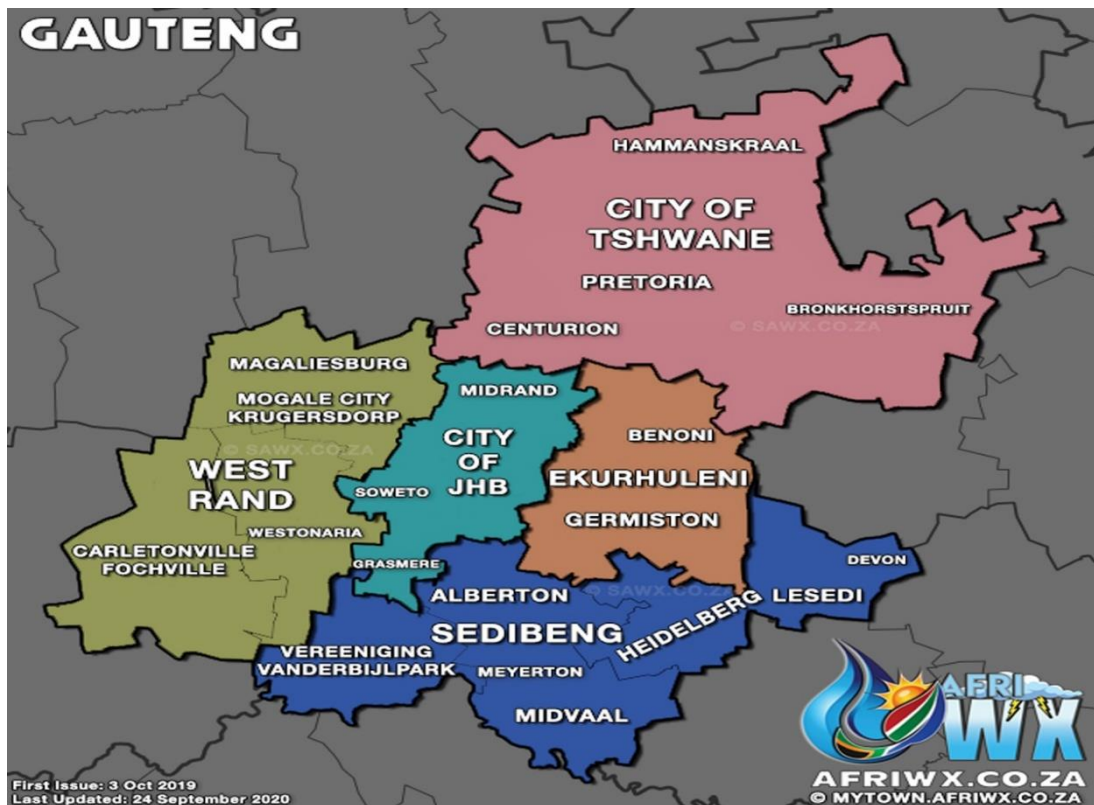 GAUTENG
HAMMANSKRAAL
CITY OF
TSHWANE
PRETORIA
BRONKHORSTSPRUIT
© SAWX.CO.ZA
CENTURION
MAGALIESBURG
MIDRAND
MOGALE CITY
KRUGERSDORP
BENONI
© SAWX.CO.ZA
CITY
OF
JHB
WEST
RAND
EKURHULENI
SOWETO
GERMISTON
WESTONARIA
CARLETONVILLE
FOCHVILLE
GRASMERE
DEVON
© SAWX.CO.ZA
ALBERTON
LESEDI
HEIDELBERG
SEDIBENG
VEREENIGING
VANDERBIJLPARK
MEYERTON
MIDVAAL
AFRI
WX
AFRIWX.CO.ZA
© MYTOWN.AFRIWX.CO.ZA
First Issue: 3 Oct 2019
Last Updated: 24 September 2020